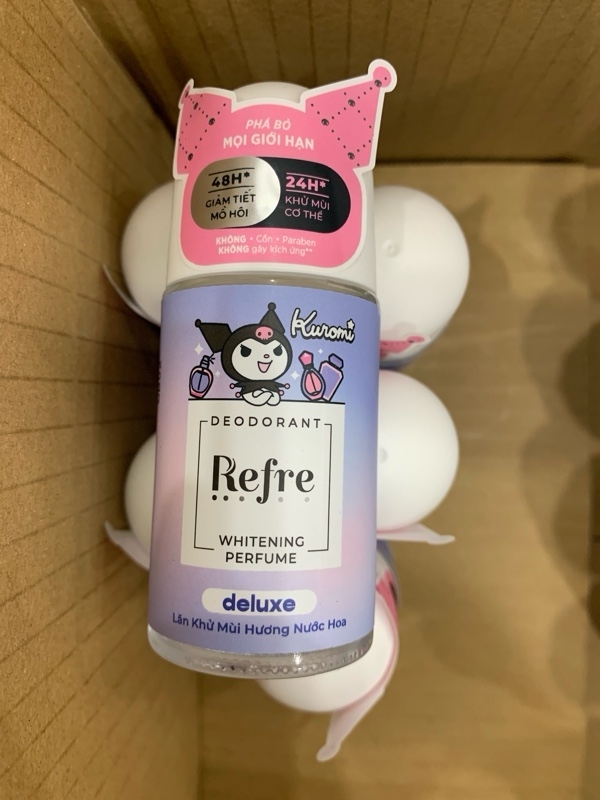 PHÁ BỎ
MỌI GIỚI HẠN
48H*
GIẢM TIẾT
MỒ HÔI
24H*
KHỬ MÙI
CƠ THỂ
KHÔNG • Cồn • Paraben
KHÔNG gây kích ứng**
Kuromi
DEODORANT
Refre
WHITENING
PERFUME
deluxe
Lăn Khử Mùi Hương Nước Hoa